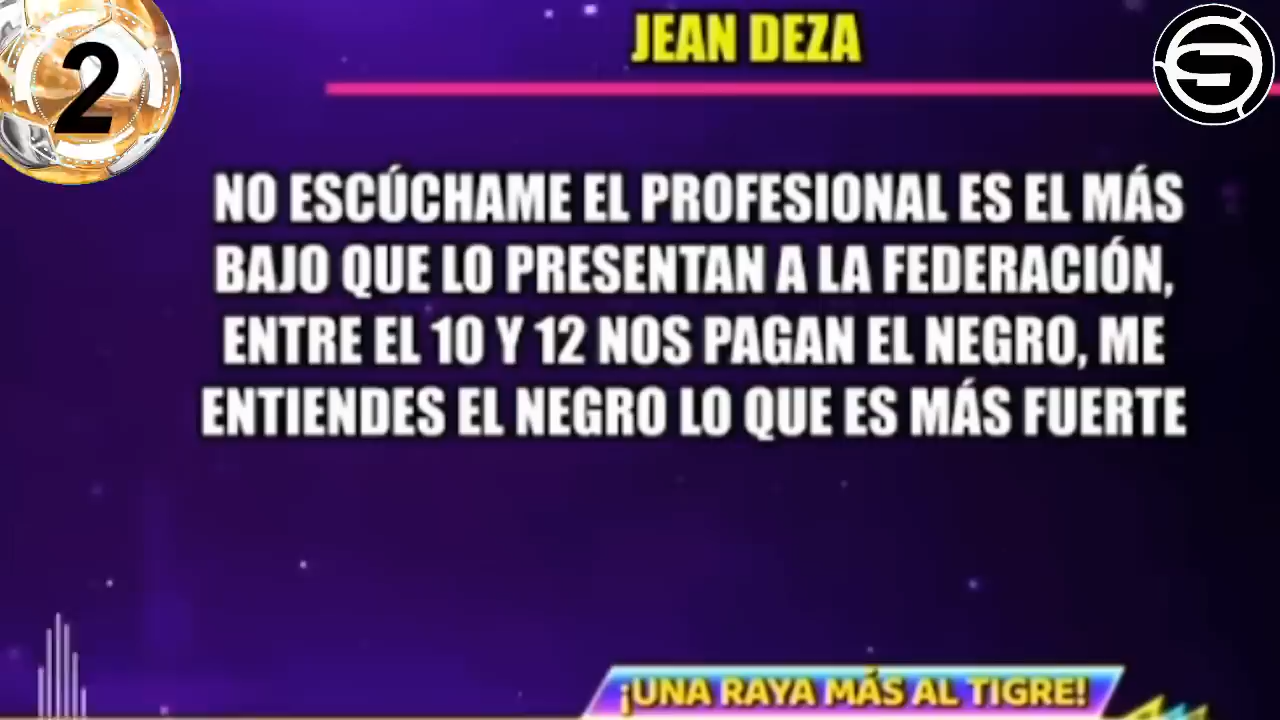 2
JEAN DEZA
S
NO ESCÚCHAME EL PROFESIONAL ES EL MÁS
BAJO QUE LO PRESENTAN A LA FEDERACIÓN,
ENTRE EL 10 Y 12 NOS PAGAN EL NEGRO, ME
ENTIENDES EL NEGRO LO QUE ES MÁS FUERTE
¡UNA RAYA MÁS AL TIGRE!